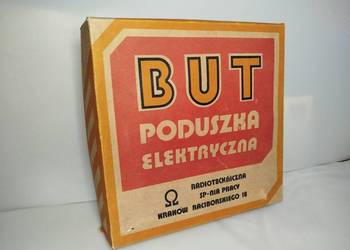 BUT
PODUSZKA
ELEKTRYCZNA
Ω
RADIOTECHNICZNA
SP-NIA PRACY
KRAKÓW RACIBORSKIEGO 18